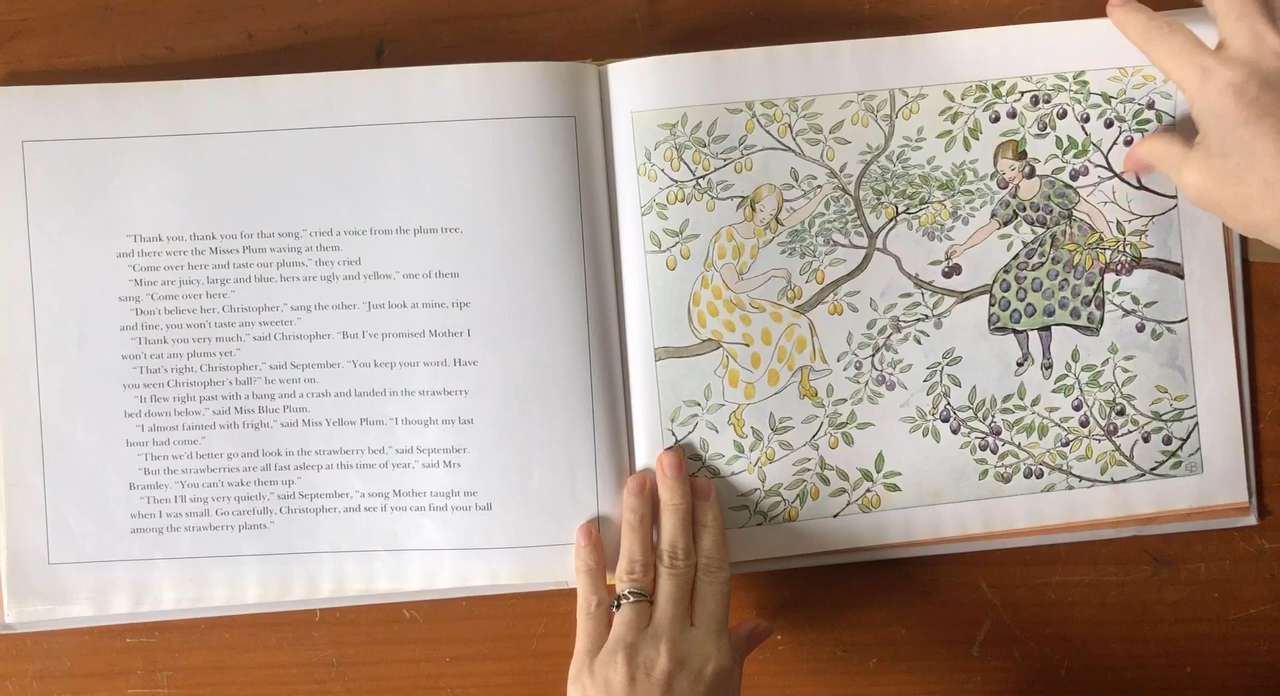 "Thank you, thank you for that song," cried a voice from the plum tree,
and there were the Misses Plum waving at them.
"Come over here and taste our plums," they cried
"Mine are juicy, large and blue, hers are ugly and yellow," one of them
sang. "Come over here."
"Don't believe her, Christopher," sang the other. "Just look at mine, ripe
and fine, you won't taste any sweeter."
"Thank you very much," said Christopher. "But I've promised Mother I
won't eat any plums yet."
"That's right, Christopher," said September. "You keep your word. Have
you seen Christopher's ball?" he went on.
"It flew right past with a bang and a crash and landed in the strawberry
bed down below," said Miss Blue Plum.
"I almost fainted with fright," said Miss Yellow Plum. "I thought my last
hour had come."
"Then we'd better go and look in the strawberry bed," said September.
"But the strawberries are all fast asleep at this time of year," said Mrs
Bramley. "You can't wake them up."
"Then I'll sing very quietly," said September, "a song Mother taught me
when I was small. Go carefully, Christopher, and see if you can find your ball
among the strawberry plants."
EB